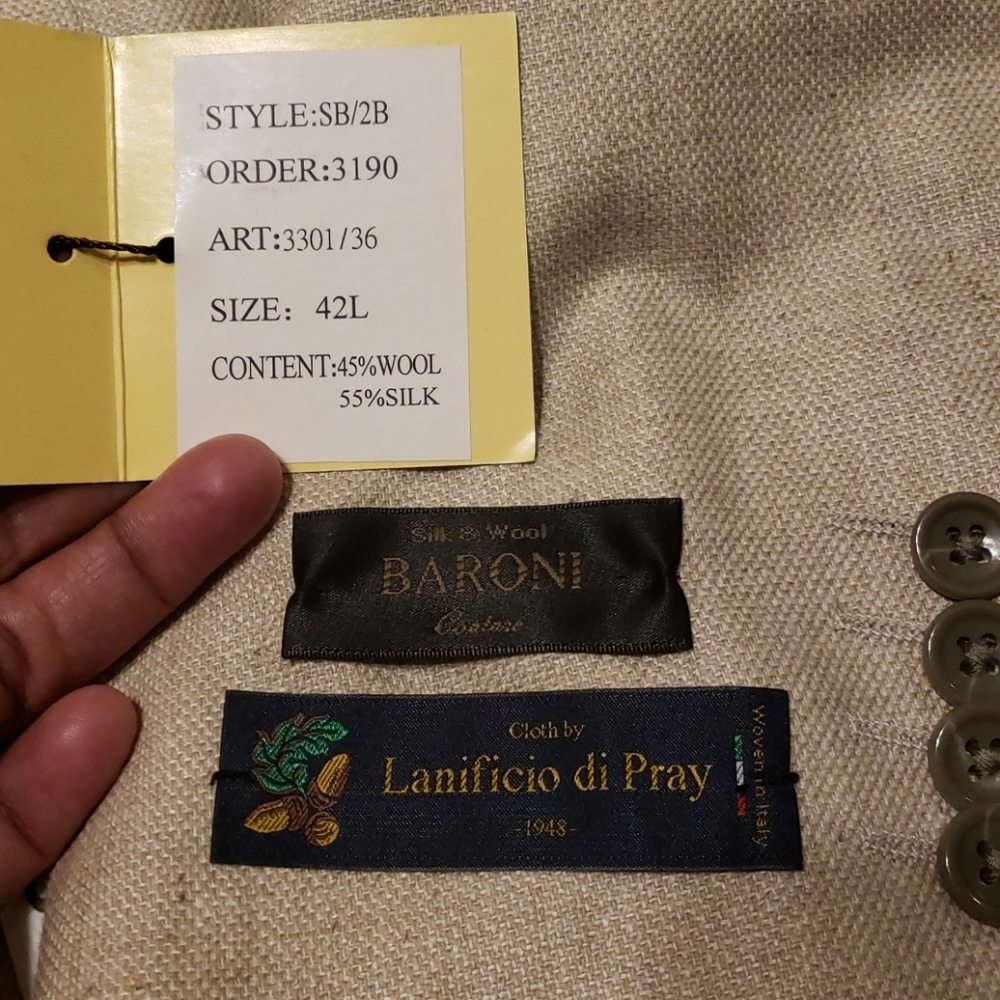 STYLE:SB/2B
ORDER:3190
ART:3301/36
SIZE: 42L
CONTENT:45%WOOL
55%SILK
Silk & Wool
BARONI
Couture
Cloth by
Lanificio di Pray
-1948-
Woven in Italy